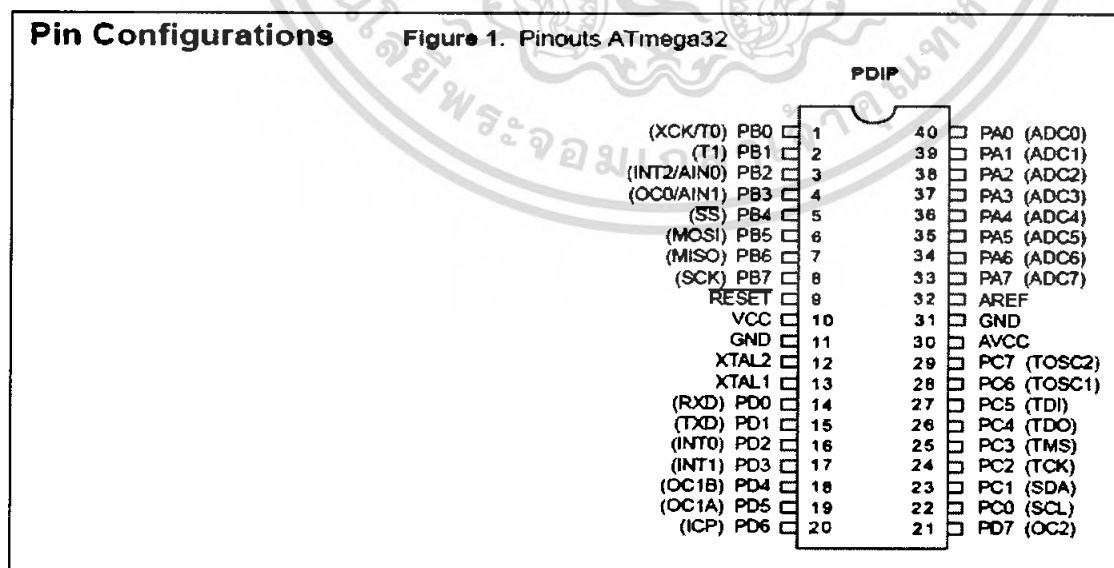 Pin Configurations
Figure 1. Pinouts ATmega32
PDIP
(XCK/T0) PB0 1
(T1) PB1 2
(INT2/AIN0) PB2 3
(OC0/AIN1) PB3 4
(SS) PB4 5
(MOSI) PB5 6
(MISO) PB6 7
(SCK) PB7 8
RESET 9
VCC 10
GND 11
XTAL2 12
XTAL1 13
(RXD) PD0 14
(TXD) PD1 15
(INT0) PD2 16
(INT1) PD3 17
(OC1B) PD4 18
(OC1A) PD5 19
(ICP) PD6 20
40 PA0 (ADC0)
39 PA1 (ADC1)
38 PA2 (ADC2)
37 PA3 (ADC3)
36 PA4 (ADC4)
35 PA5 (ADC5)
34 PA6 (ADC6)
33 PA7 (ADC7)
32 AREF
31 GND
30 AVCC
29 PC7 (TOSC2)
28 PC6 (TOSC1)
27 PC5 (TDI)
26 PC4 (TDO)
25 PC3 (TMS)
24 PC2 (TCK)
23 PC1 (SDA)
22 PC0 (SCL)
21 PD7 (OC2)